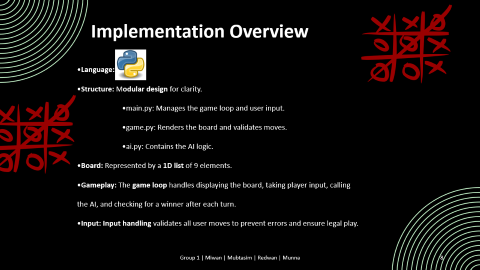 Implementation Overview
•Language:
•Structure: Modular design for clarity.
•main.py: Manages the game loop and user input.
•game.py: Renders the board and validates moves.
•ai.py: Contains the AI logic.
•Board: Represented by a 1D list of 9 elements.
•Gameplay: The game loop handles displaying the board, taking player input, calling
the AI, and checking for a winner after each turn.
•Input: Input handling validates all user moves to prevent errors and ensure legal play.
Group 1 | Miwan | Mubtasim | Redwan | Munna